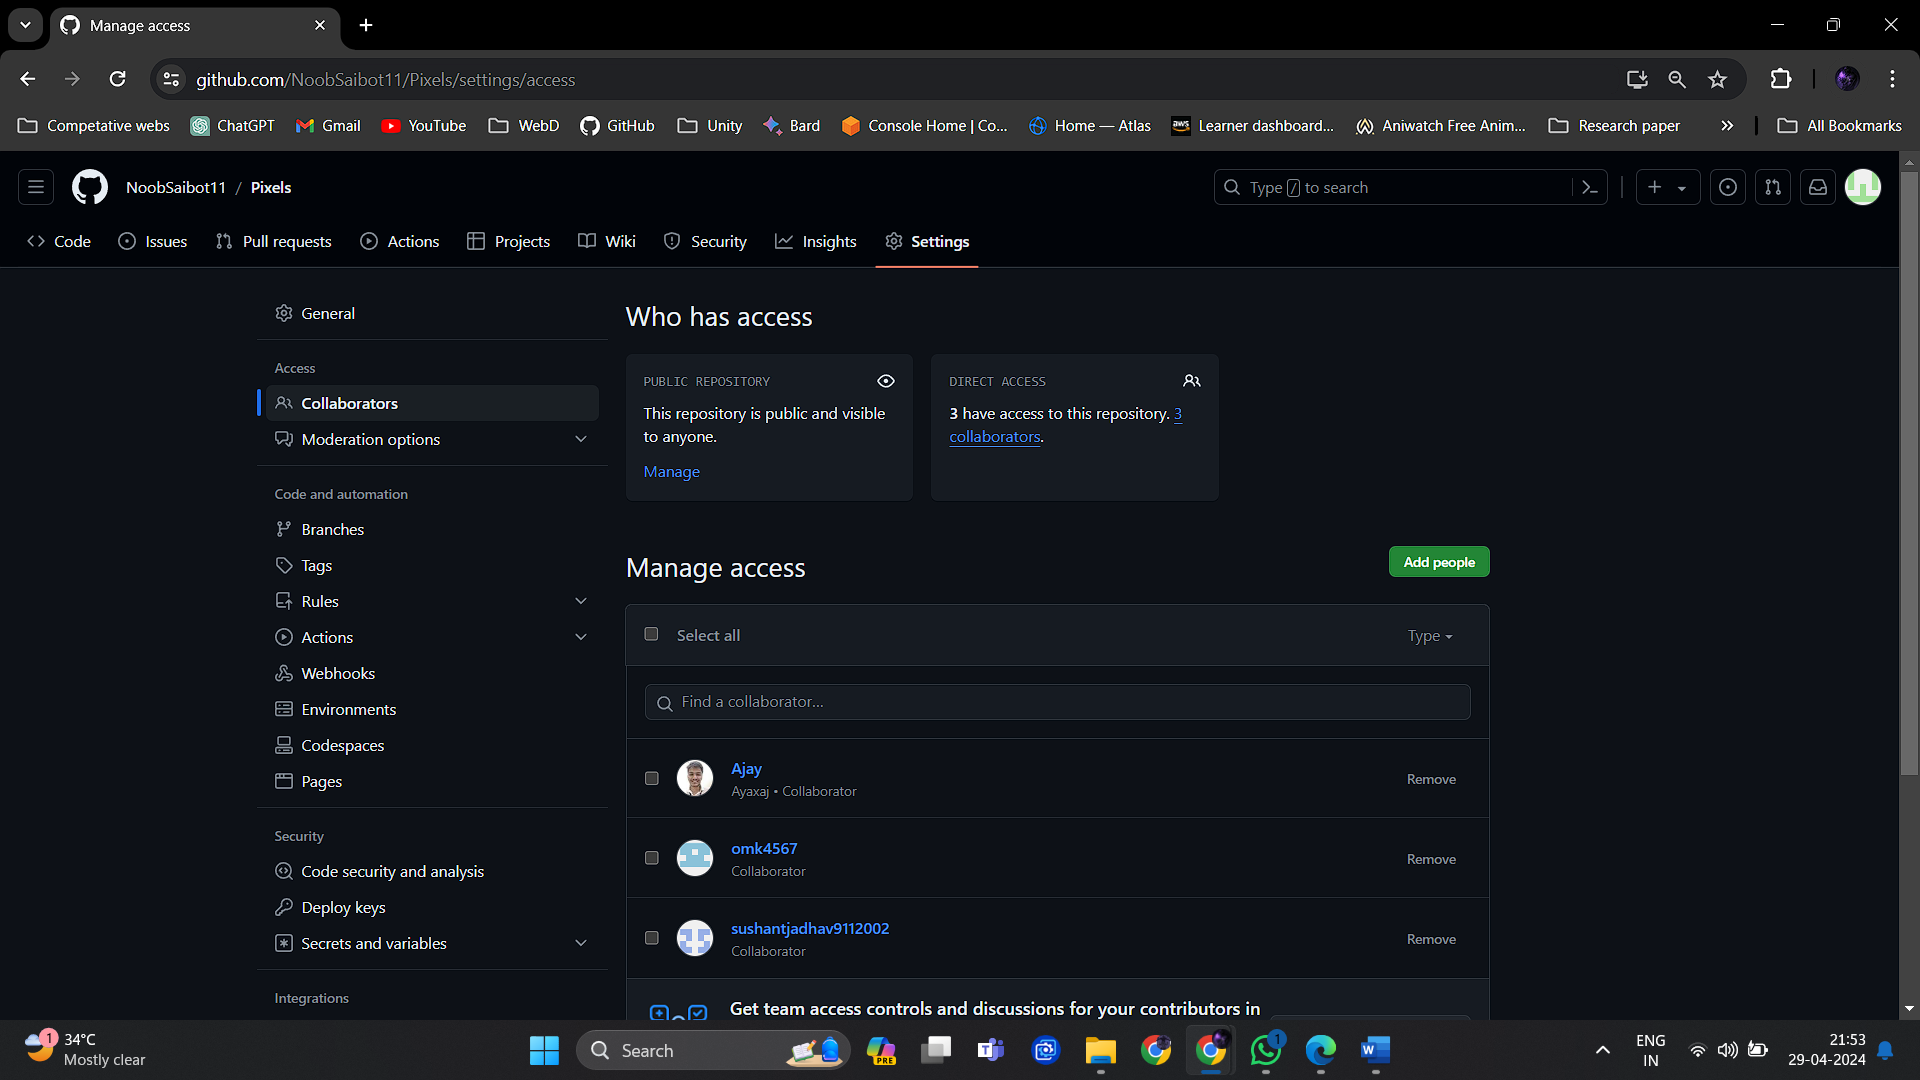 Manage access
github.com/NoobSaibot11/Pixels/settings/access
Competative webs
ChatGPT
Gmail
YouTube
WebD
GitHub
Unity
Bard
Console Home | Co...
Home — Atlas
aws
Learner dashboard...
Aniwatch Free Anim...
Research paper
All Bookmarks
NoobSaibot11 / Pixels
Type / to search
Code
Issues
Pull requests
Actions
Projects
Wiki
Security
Insights
Settings
General
Access
Collaborators
Moderation options
Code and automation
Branches
Tags
Rules
Actions
Webhooks
Environments
Codespaces
Pages
Security
Code security and analysis
Deploy keys
Secrets and variables
Integrations
Who has access
PUBLIC REPOSITORY
This repository is public and visible
to anyone.
Manage
DIRECT ACCESS
3 have access to this repository. 3
collaborators.
Manage access
Add people
Select all
Type
Find a collaborator...
Ajay
Ayaxaj • Collaborator
Remove
omk4567
Collaborator
Remove
sushantjadhav9112002
Collaborator
Remove
Get team access controls and discussions for your contributors in
1
34°C
Mostly clear
Search
PRE
1
ENG
IN
21:53
29-04-2024